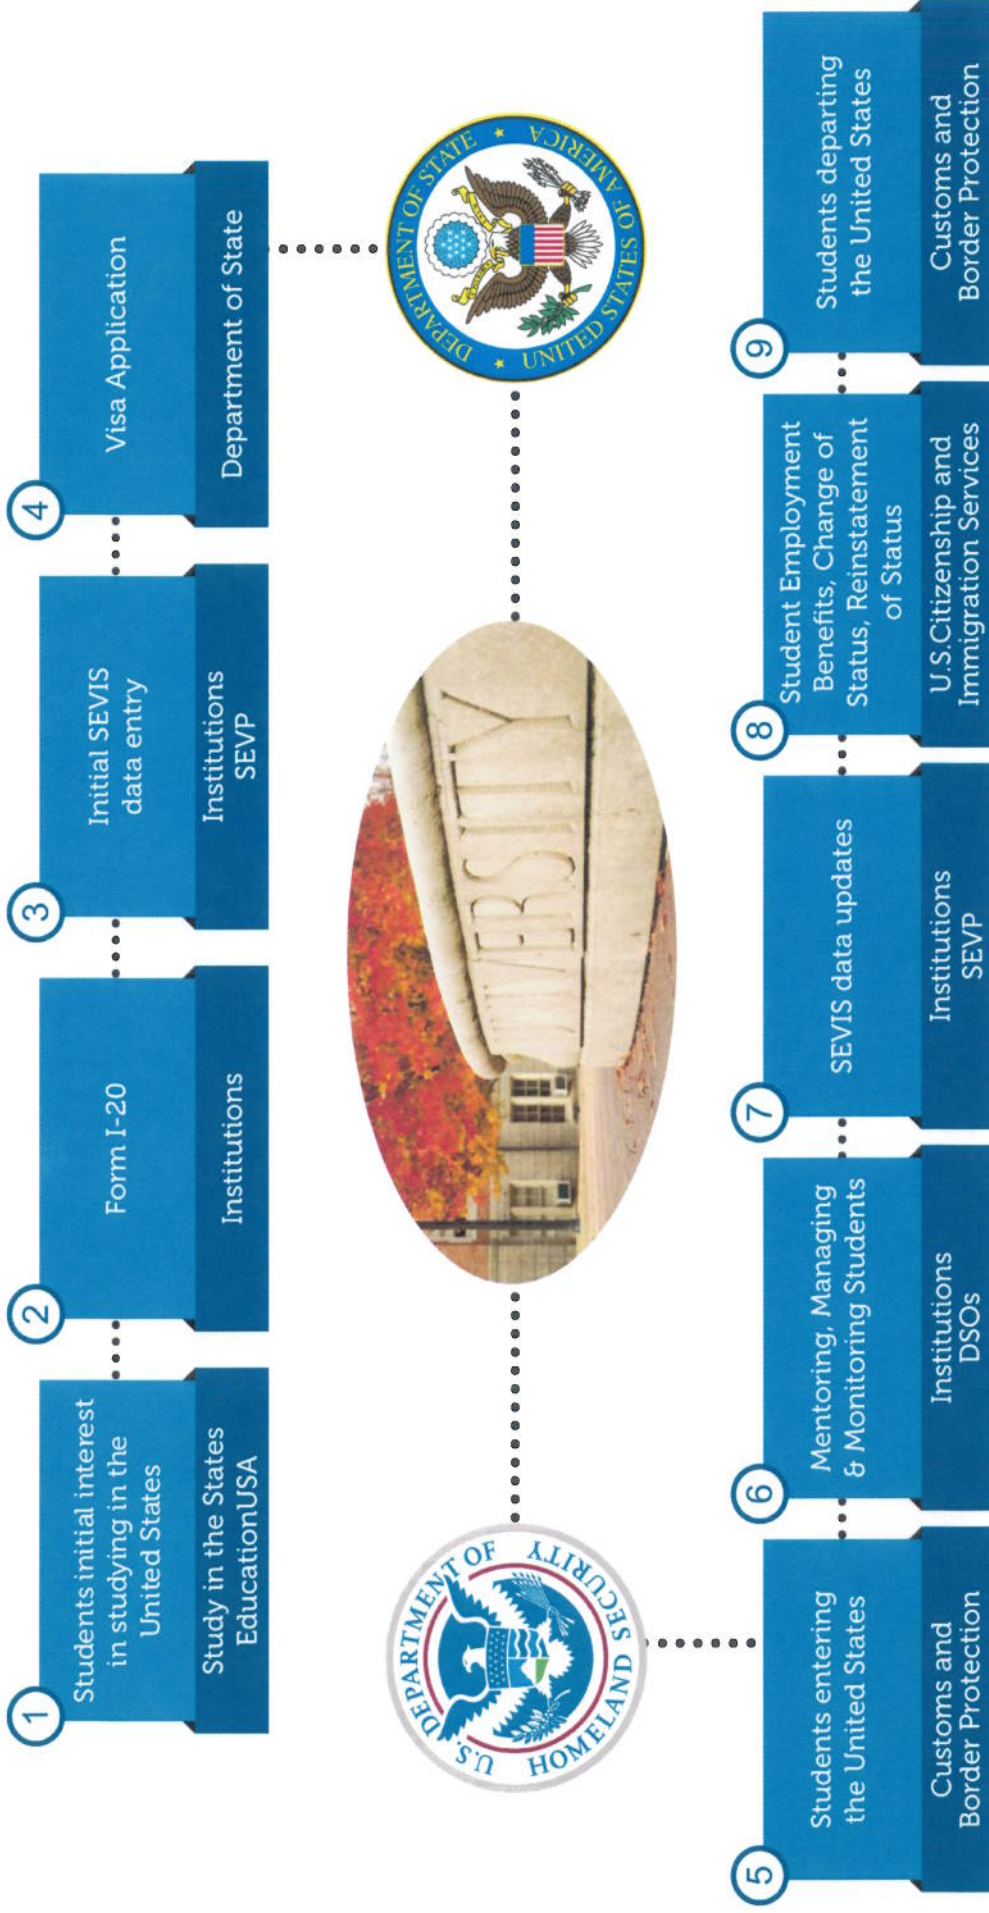 1
Students initial interest
in studying in the
United States
Study in the States
EducationUSA
2
Form I-20
Institutions
3
Initial SEVIS
data entry
Institutions
SEVP
4
Visa Application
Department of State
U.S. DEPARTMENT OF
HOMELAND SECURITY
UNIVERSITY
DEPARTMENT OF STATE
UNITED STATES OF AMERICA
5
Students entering
the United States
Customs and
Border Protection
6
Mentoring, Managing
& Monitoring Students
Institutions
DSOs
7
SEVIS data updates
Institutions
SEVP
8
Student Employment
Benefits, Change of
Status, Reinstatement
of Status
U.S.Citizenship and
Immigration Services
9
Students departing
the United States
Customs and
Border Protection